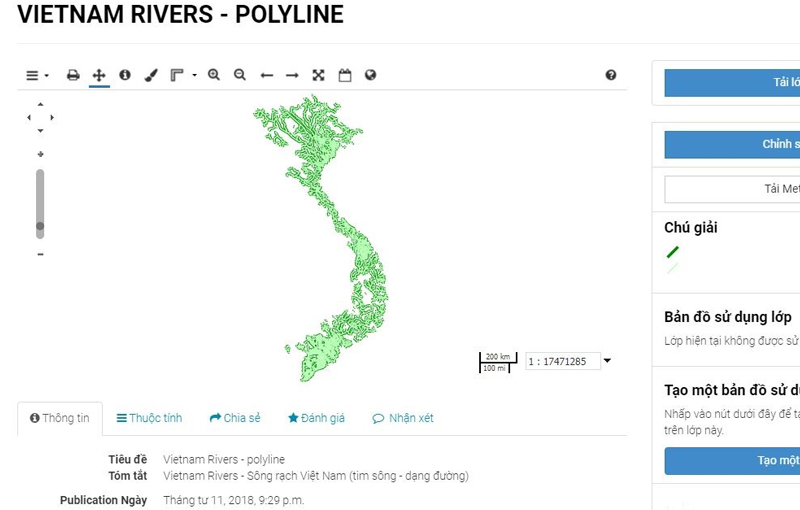 VIETNAM RIVERS - POLYLINE
Tải
Chỉnh
Tải
Chú giải
200 km
100 mi
1 : 17471285
Bản đồ sử dụng lớp
Lớp hiện tại không được sử
Tạo một bản đồ sử
Nhấp vào nút dưới đây để
trên lớp này.
Tạo một
Thông tin
Thuộc tính
Chia sẻ
Đánh giá
Nhận xét
Tiêu đề Vietnam Rivers - polyline
Tóm tắt Vietnam Rivers - Sông rạch Việt Nam (tim sông - dạng đường)
Publication Ngày Tháng tư 11, 2018, 9:29 p.m.